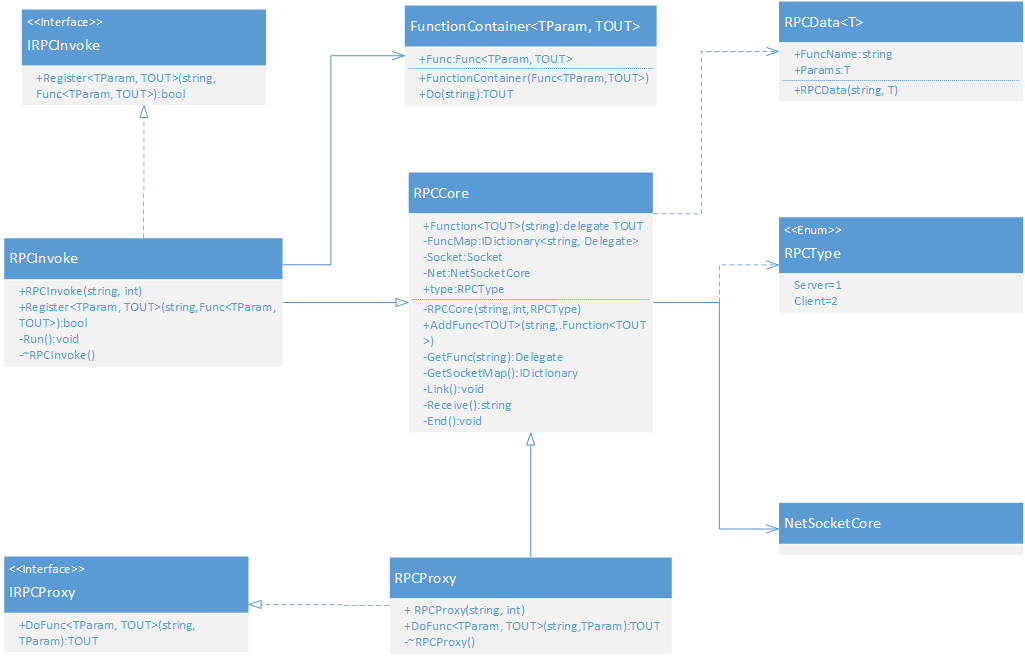 <<Interface>>
IRPCInvoke
+Register<TParam, TOUT>(string,
Func<TParam, TOUT>):bool
FunctionContainer<TParam, TOUT>
+Func:Func<TParam, TOUT>
+FunctionContainer(Func<TParam,TOUT>)
+Do(string):TOUT
RPCData<T>
+FuncName:string
+Params:T
+RPCData(string, T)
RPCInvoke
+RPCInvoke(string, int)
+Register<TParam, TOUT>(string,Func<TParam,
TOUT>):bool
-Run():void
-~RPCInvoke()
RPCCore
+Function<TOUT>(string):delegate TOUT
-FuncMap:IDictionary<string, Delegate>
-Socket:Socket
-Net:NetSocketCore
+type:RPCType
-RPCCore(string,int,RPCType)
+AddFunc<TOUT>(string,.Function<TOUT
>)
-GetFunc(string):Delegate
-GetSocketMap():IDictionary
-Link():void
-Receive():string
-End():void
<<Enum>>
RPCType
Server=1
Client=2
NetSocketCore
<<Interface>>
IRPCProxy
+DoFunc<TParam, TOUT>(string,
TParam):TOUT
RPCProxy
+ RPCProxy(string, int)
+DoFunc<TParam, TOUT>(string,TParam):TOUT
-~RPCProxy()